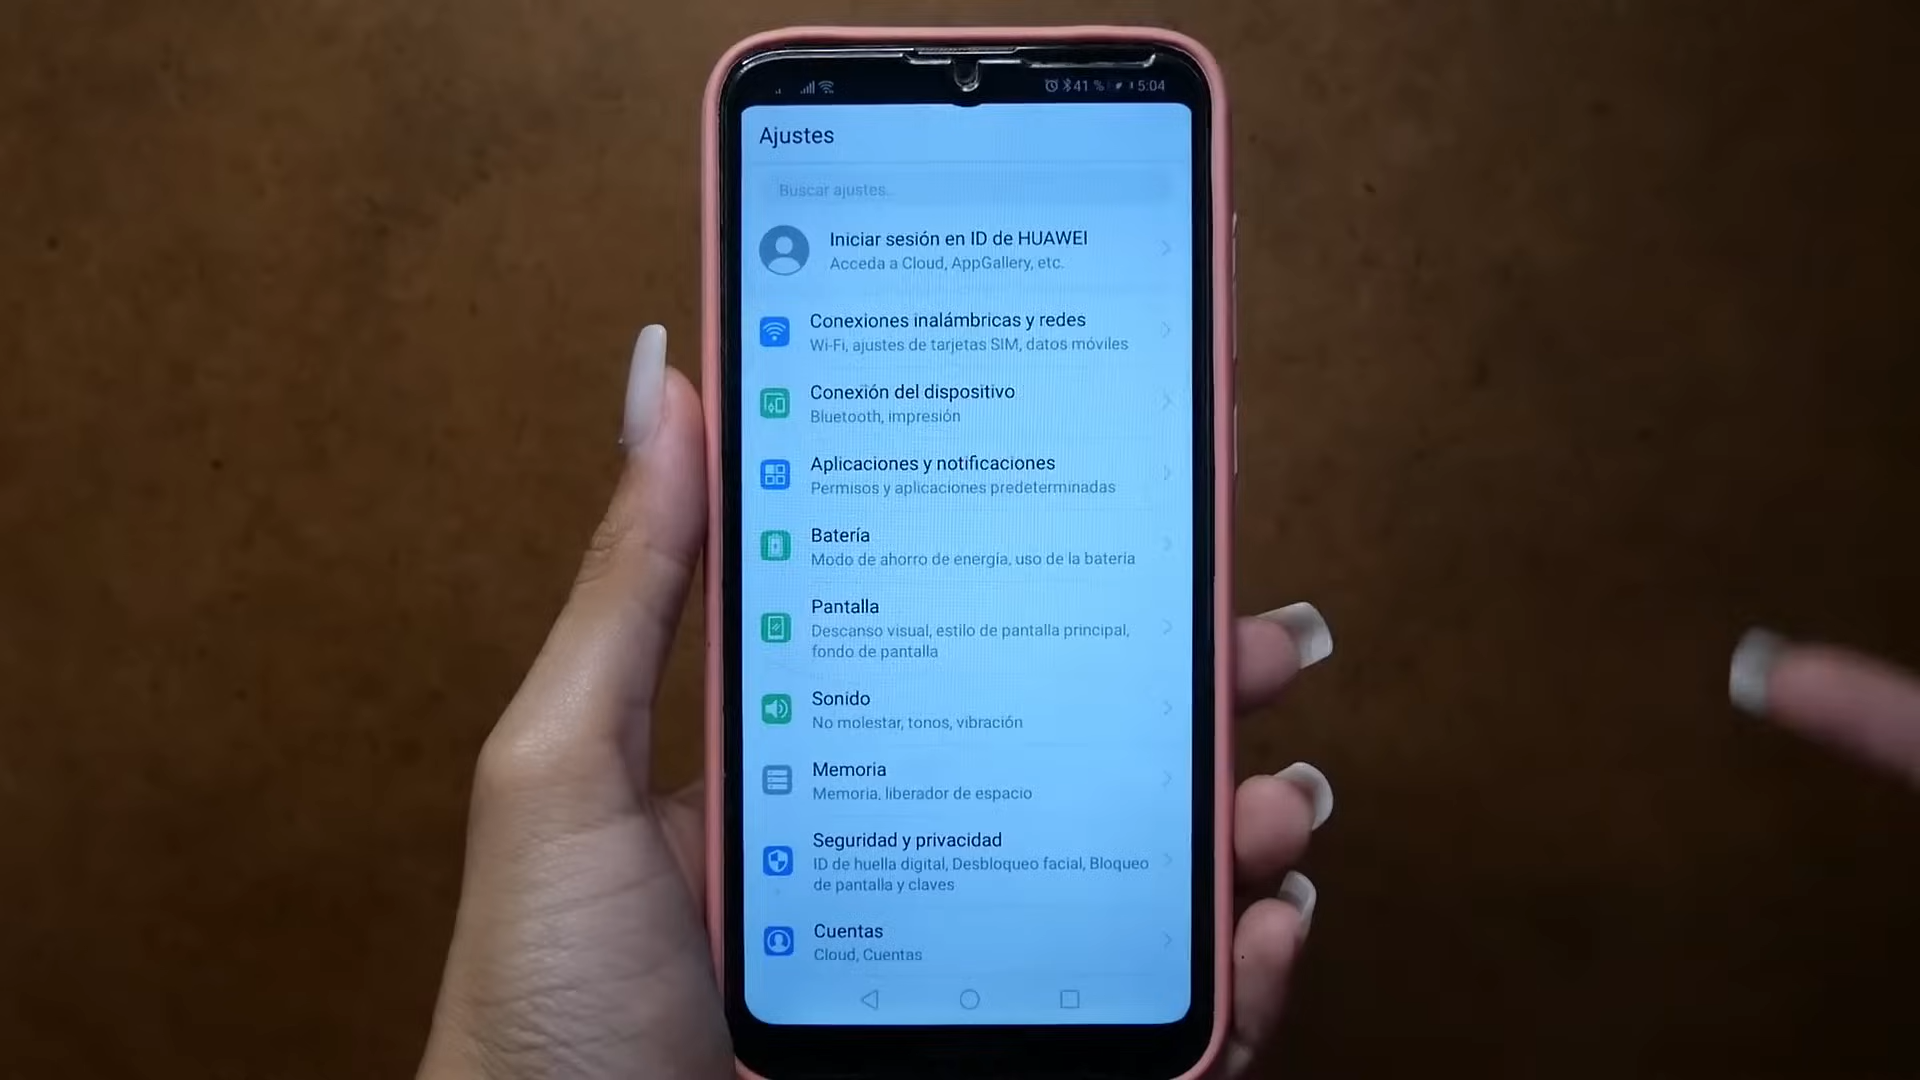 41 % 5:04
Ajustes
Buscar ajustes..
Iniciar sesión en ID de HUAWEI
Acceda a Cloud, AppGallery, etc.
Conexiones inalámbricas y redes
Wi-Fi, ajustes de tarjetas SIM, datos móviles
Conexión del dispositivo
Bluetooth, impresión
Aplicaciones y notificaciones
Permisos y aplicaciones predeterminadas
Batería
Modo de ahorro de energía, uso de la batería
Pantalla
Descanso visual, estilo de pantalla principal,
fondo de pantalla
Sonido
No molestar, tonos, vibración
Memoria
Memoria, liberador de espacio
Seguridad y privacidad
ID de huella digital, Desbloqueo facial, Bloqueo
de pantalla y claves
Cuentas
Cloud, Cuentas